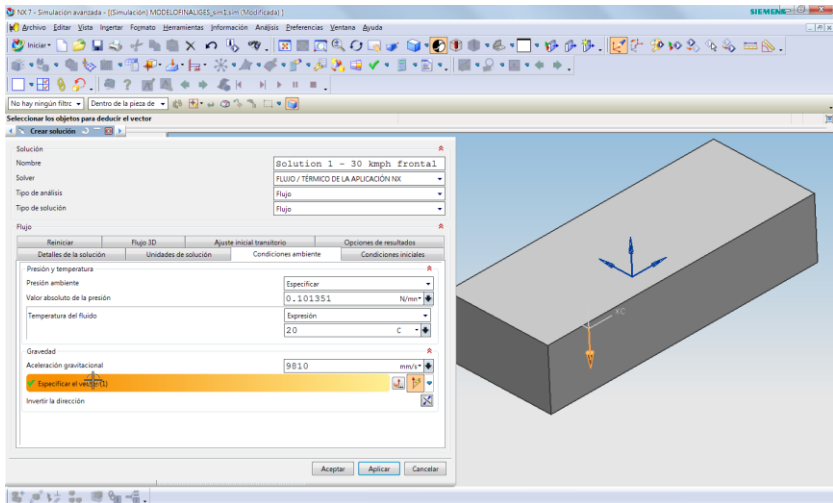 NX 7 - Simulación avanzada - [(Simulación) MODELOFINALIGES_sim1.sim (Modificada) ]
SIEMENS
Archivo Editar Vista Insertar Formato Herramientas Información Análisis Preferencias Ventana Ayuda
Iniciar
No hay ningún filtrc Dentro de la pieza de
Seleccionar los objetos para deducir el vector
Crear solución
Solución
Nombre Solution 1 - 30 kmph frontal
Solver FLUJO / TÉRMICO DE LA APLICACIÓN NX
Tipo de análisis Flujo
Tipo de solución Flujo
Flujo
Reiniciar Flujo 3D Ajuste inicial transitorio Opciones de resultados
Detalles de la solución Unidades de solución Condiciones ambiente Condiciones iniciales
Presión y temperatura
Presión ambiente Especificar
Valor absoluto de la presión 0.101351 N/mm
Temperatura del fluido Expresión
20 C
Gravedad
Aceleración gravitacional 9810 mm/s
Especificar el vector (1)
Invertir la dirección
Aceptar Aplicar Cancelar
XC